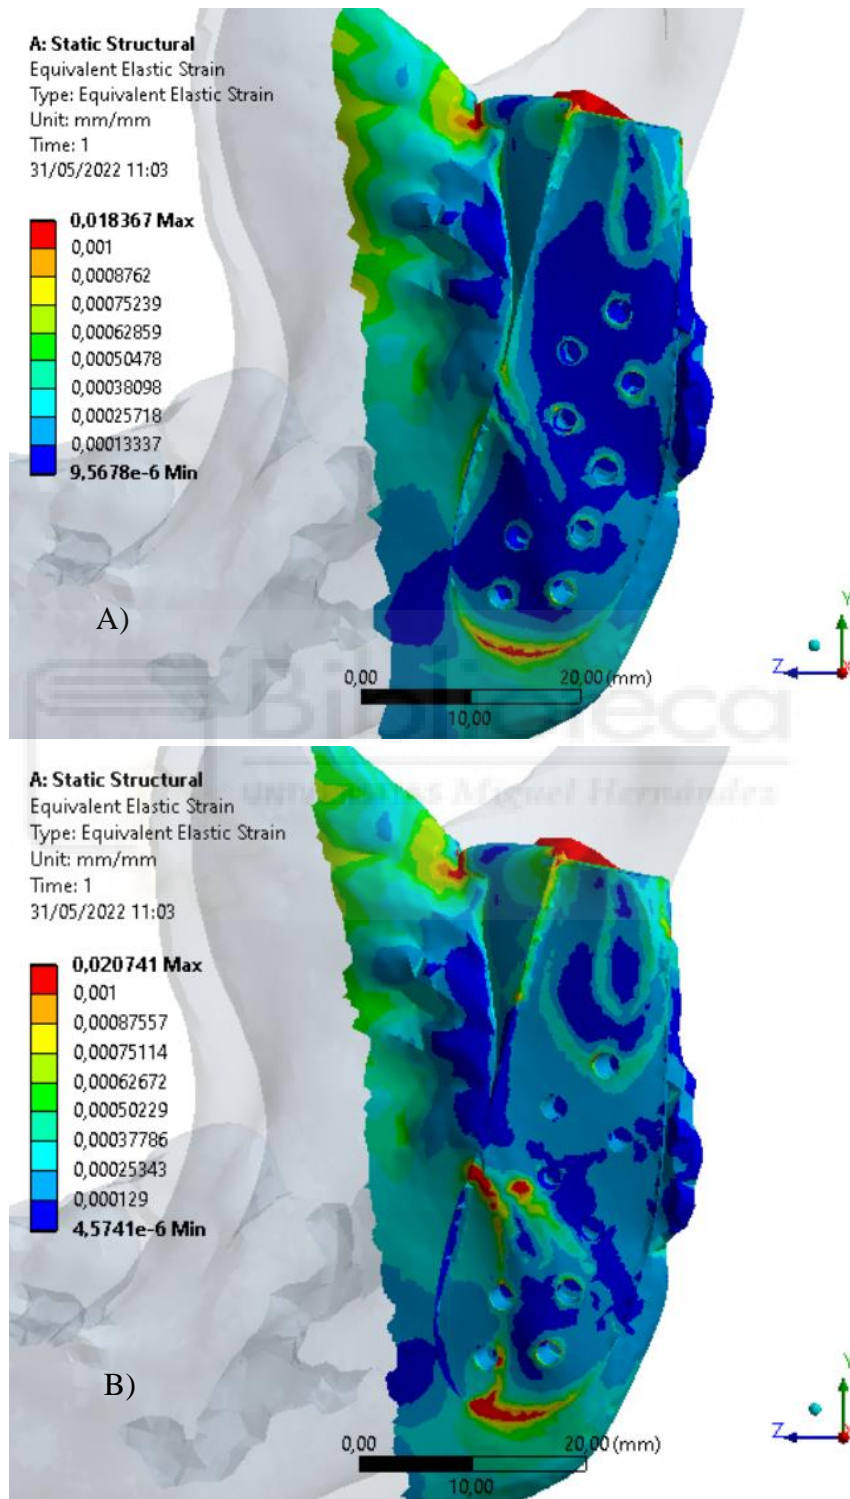 A: Static Structural
Equivalent Elastic Strain
Type: Equivalent Elastic Strain
Unit: mm/mm
Time: 1
31/05/2022 11:03
0,018367 Max
0,001
0,0008762
0,00075239
0,00062859
0,00050478
0,00038098
0,00025718
0,00013337
9,5678e-6 Min
A)
Y
Z
0,00
20,00 (mm)
10,00
Biblioteca
UNIVERSITAS Miguel Hernández
A: Static Structural
Equivalent Elastic Strain
Type: Equivalent Elastic Strain
Unit: mm/mm
Time: 1
31/05/2022 11:03
0,020741 Max
0,001
0,00087557
0,00075114
0,00062672
0,00050229
0,00037786
0,00025343
0,000129
4,5741e-6 Min
B)
Y
Z
0,00
20,00 (mm)
10,00